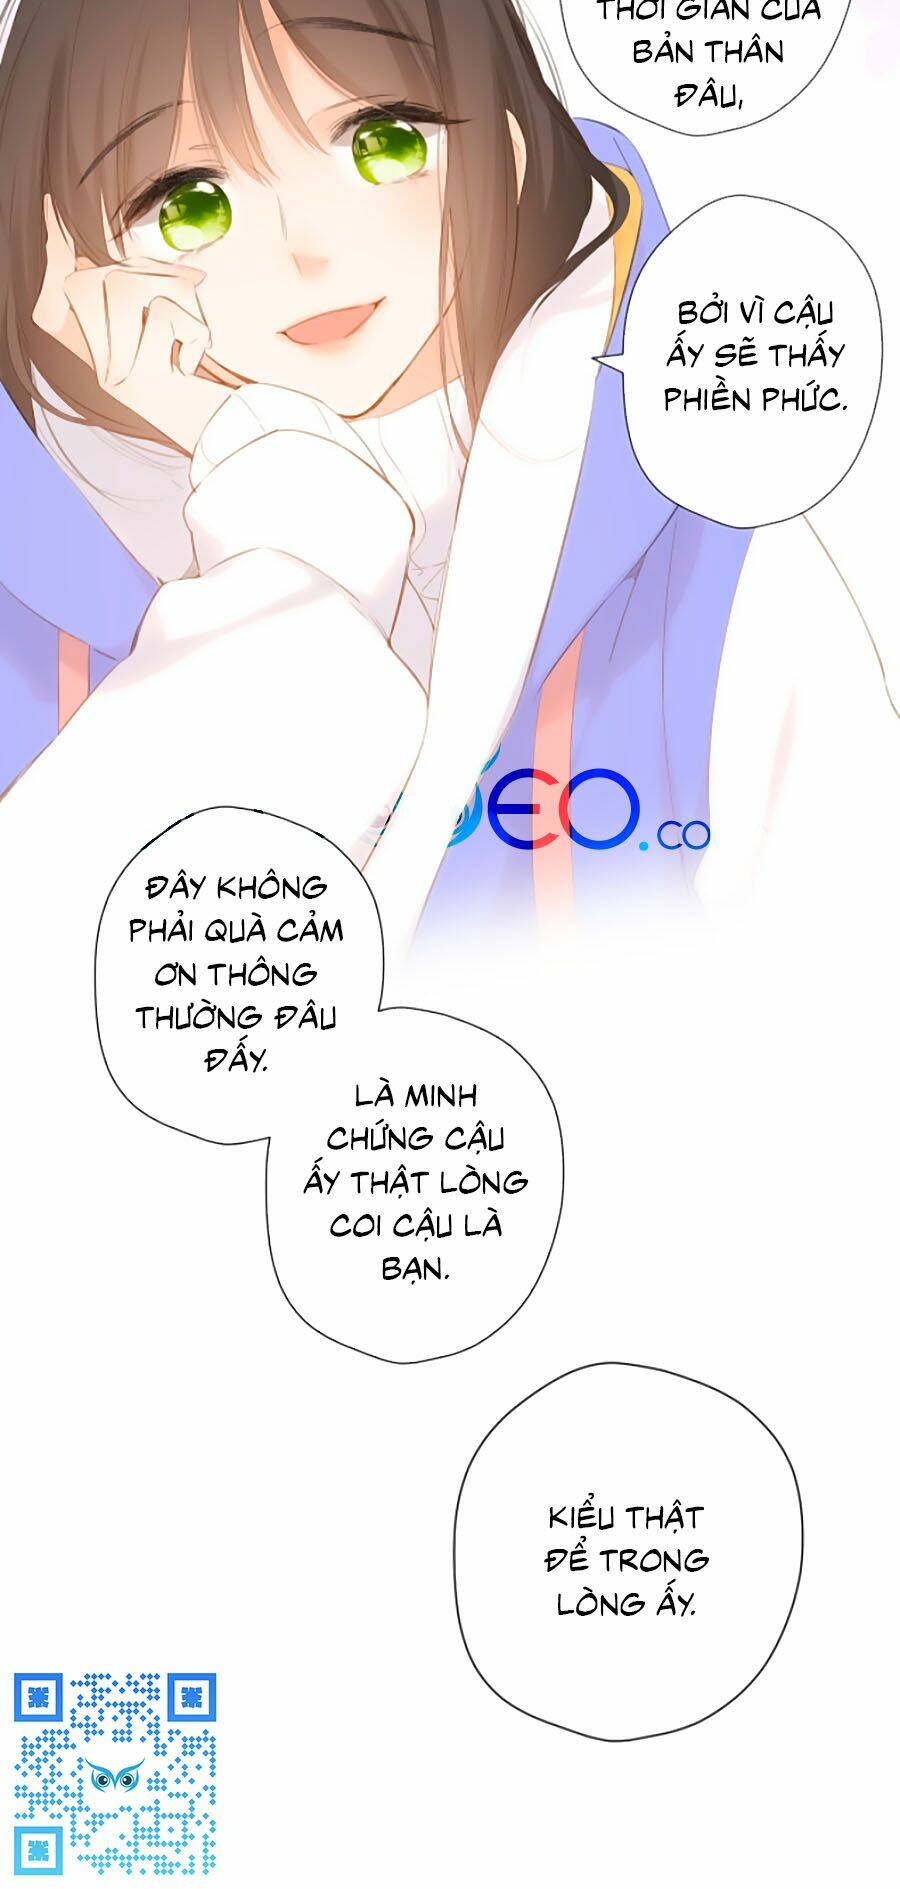 THỜI GIAN CỦA
BẢN THÂN
ĐÂU,
BỞI VÌ CẬU
ẤY SẼ THẤY
PHIỀN PHỨC.
EO.CO
ĐÂY KHÔNG
PHẢI QUÀ CẢM
ƠN THÔNG
THƯỜNG ĐÂU
ĐẤY.
LÀ MINH
CHỨNG CẬU
ẤY THẬT LÒNG
COI CẬU LÀ
BẠN.
KIỂU THẬT
ĐỂ TRONG
LÒNG ẤY.